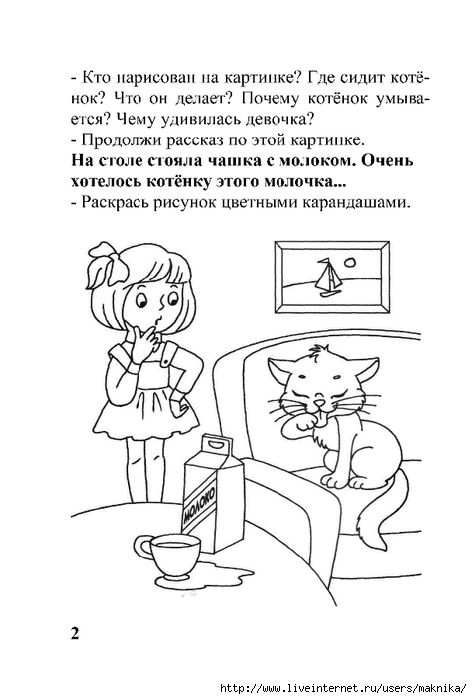 - Кто нарисован на картинке? Где сидит котё-
нок? Что он делает? Почему котёнок умыва-
ется? Чему удивилась девочка?
- Продолжи рассказ по этой картинке.
На столе стояла чашка с молоком. Очень
хотелось котёнку этого молочка...
- Раскрась рисунок цветными карандашами.
МОЛОКО
2
http://www.liveinternet.ru/users/maknika/